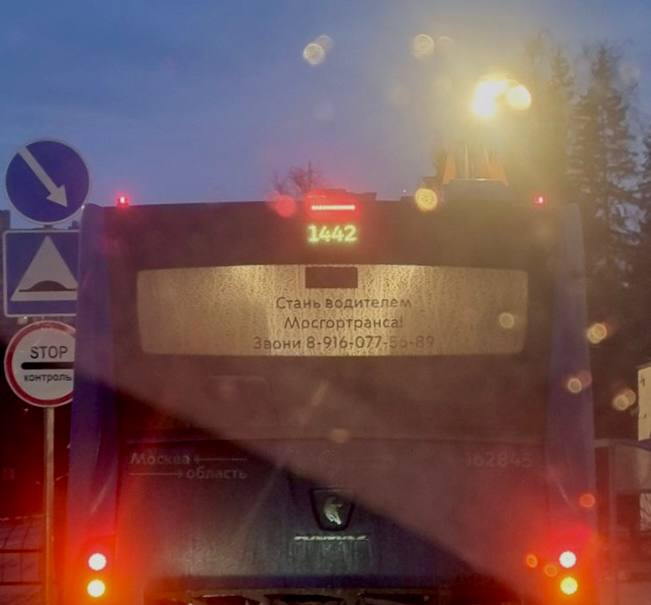 1442
Стань водителем
Мосгортранса!
Звони 8-916-077-56-89
STOP
контроль
Москва
область
162845